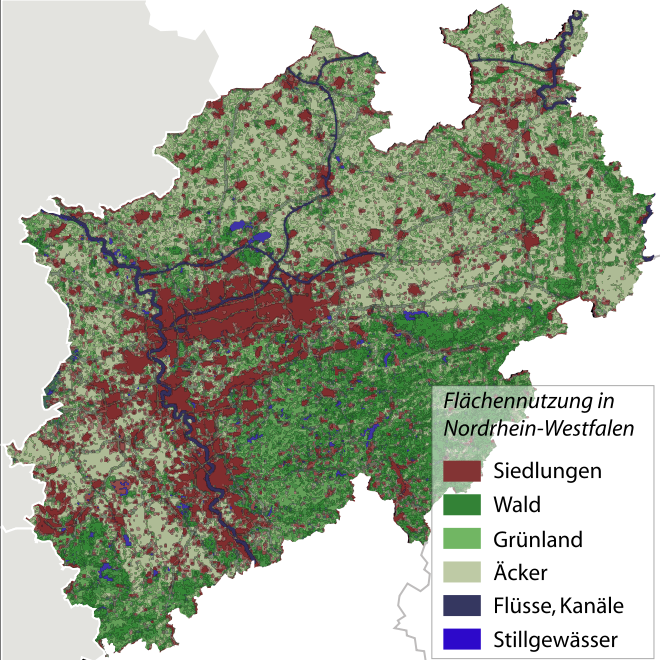 Flächennutzung in
Nordrhein-Westfalen
Siedlungen
Wald
Grünland
Äcker
Flüsse, Kanäle
Stillgewässer